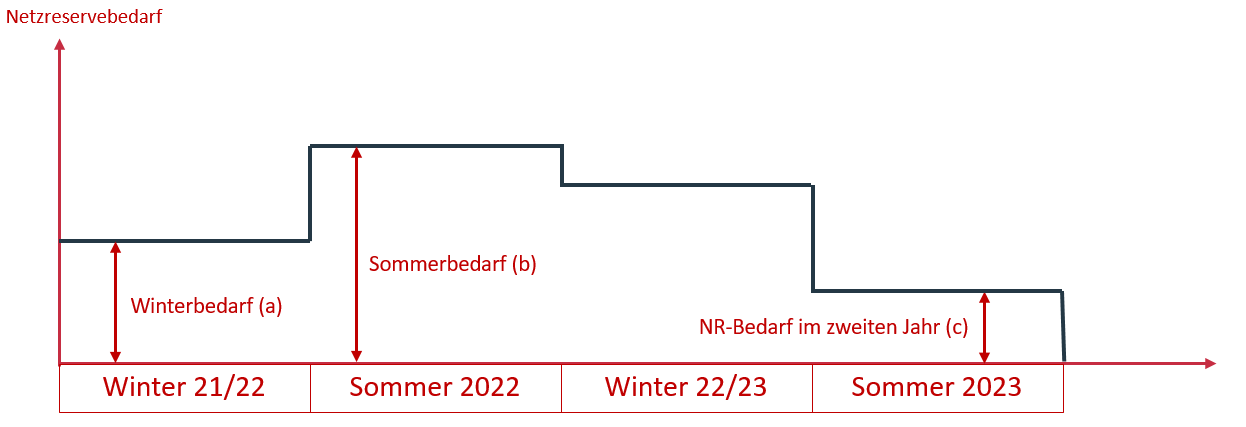 Netzreservebedarf
Sommerbedarf (b)
Winterbedarf (a)
NR-Bedarf im zweiten Jahr (c)
Winter 21/22
Sommer 2022
Winter 22/23
Sommer 2023